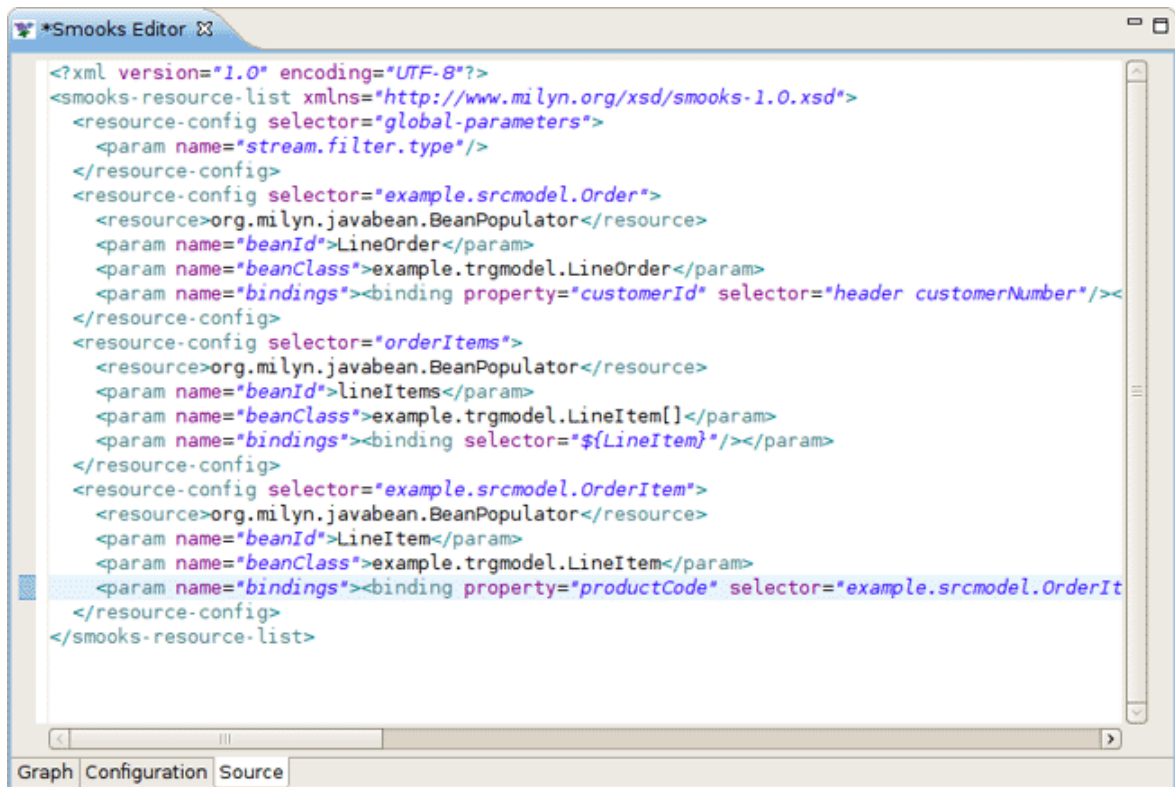 *Smooks Editor
<?xml version="1.0" encoding="UTF-8"?>
<smooks-resource-list xmlns="http://www.milyn.org/xsd/smooks-1.0.xsd">
<resource-config selector="global-parameters">
<param name="stream.filter.type"/>
</resource-config>
<resource-config selector="example.srcmodel.Order">
<resource>org.milyn.javabean.BeanPopulator</resource>
<param name="beanId">LineOrder</param>
<param name="beanClass">example.trgmodel.LineOrder</param>
<param name="bindings"><binding property="customerId" selector="header customerNumber"/><
</resource-config>
<resource-config selector="orderItems">
<resource>org.milyn.javabean.BeanPopulator</resource>
<param name="beanId">lineItems</param>
<param name="beanClass">example.trgmodel.LineItem[]</param>
<param name="bindings"><binding selector="${LineItem}"/></param>
</resource-config>
<resource-config selector="example.srcmodel.OrderItem">
<resource>org.milyn.javabean.BeanPopulator</resource>
<param name="beanId">LineItem</param>
<param name="beanClass">example.trgmodel.LineItem</param>
<param name="bindings"><binding property="productCode" selector="example.srcmodel.OrderIt
</resource-config>
</smooks-resource-list>
Graph Configuration Source